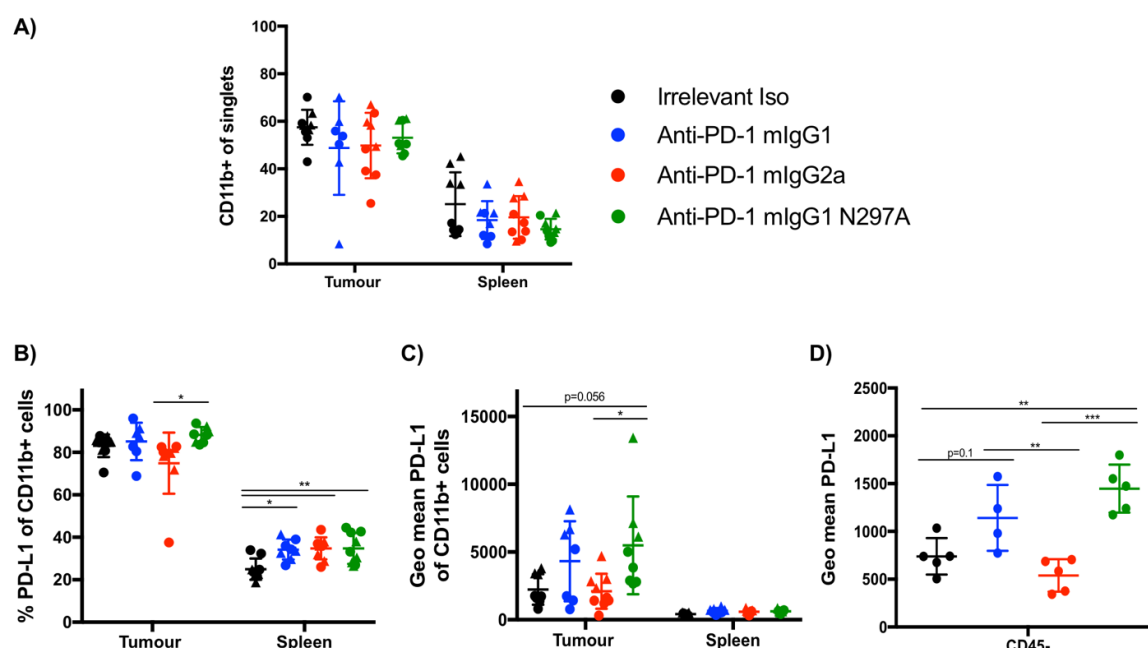 A)
CD11b+ of singlets
100
80
60
40
20
0
Tumour
Spleen
Irrelevant Iso
Anti-PD-1 mIgG1
Anti-PD-1 mIgG2a
Anti-PD-1 mIgG1 N297A
B)
% PD-L1 of CD11b+ cells
100
80
60
40
20
0
*
**
*
Tumour
Spleen
C)
Geo mean PD-L1
of CD11b+ cells
15000
10000
5000
0
p=0.056
*
Tumour
Spleen
D)
Geo mean PD-L1
2500
2000
1500
1000
500
0
**
***
**
p=0.1
CD45-